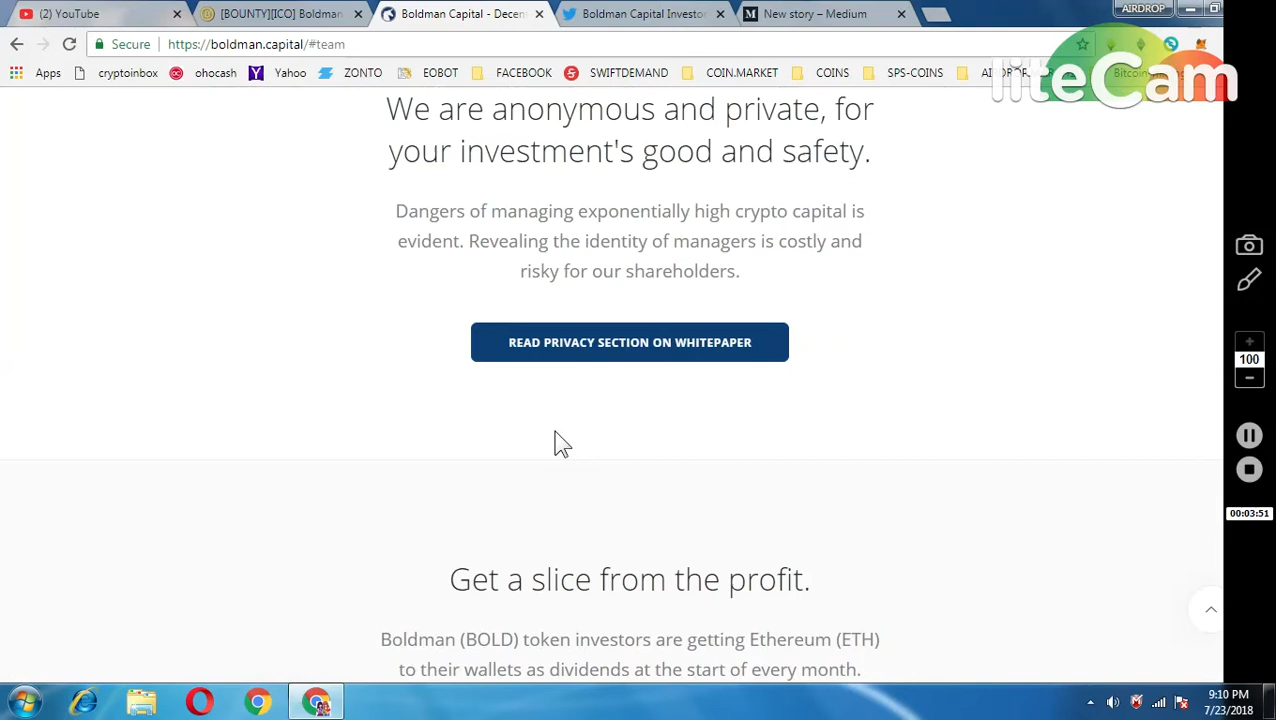 (2) YouTube
[BOUNTY][ICO] Boldman
Boldman Capital - Decen
Boldman Capital Investo
New story – Medium
AIRDROP
Secure
https://boldman.capital/#team
Apps
cryptoinbox
ohocash
Yahoo
ZONTO
EOBOT
FACEBOOK
SWIFTDEMAND
COIN.MARKET
COINS
SPS-COINS
liteCam
We are anonymous and private, for
your investment's good and safety.
Dangers of managing exponentially high crypto capital is
evident. Revealing the identity of managers is costly and
risky for our shareholders.
READ PRIVACY SECTION ON WHITEPAPER
100
00:03:51
Get a slice from the profit.
Boldman (BOLD) token investors are getting Ethereum (ETH)
to their wallets as dividends at the start of every month.
9:10 PM
7/23/2018